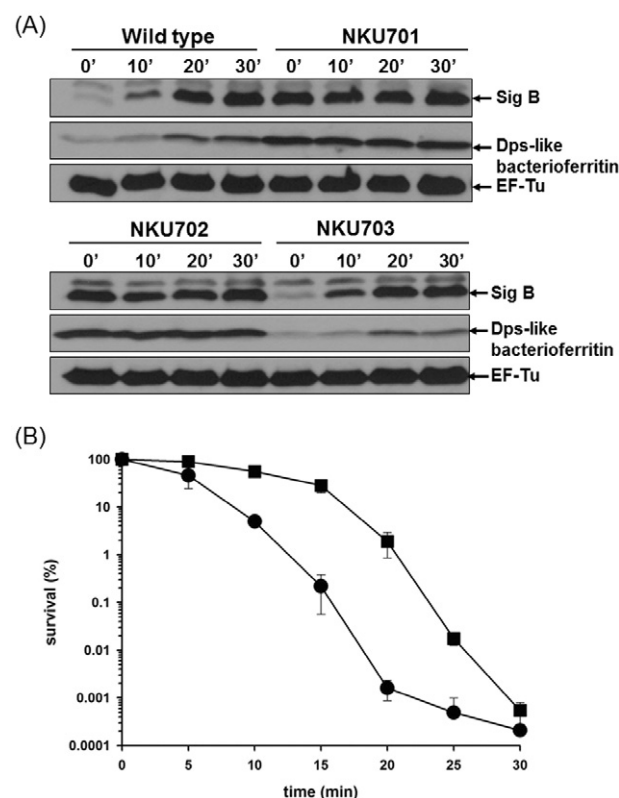 (A)
Wild type NKU701
0' 10' 20' 30' 0' 10' 20' 30'
Sig B
Dps-like
bacterioferritin
EF-Tu
NKU702 NKU703
0' 10' 20' 30' 0' 10' 20' 30'
Sig B
Dps-like
bacterioferritin
EF-Tu
(B)
survival (%)
100
10
1
0.1
0.01
0.001
0.0001
0 5 10 15 20 25 30
time (min)